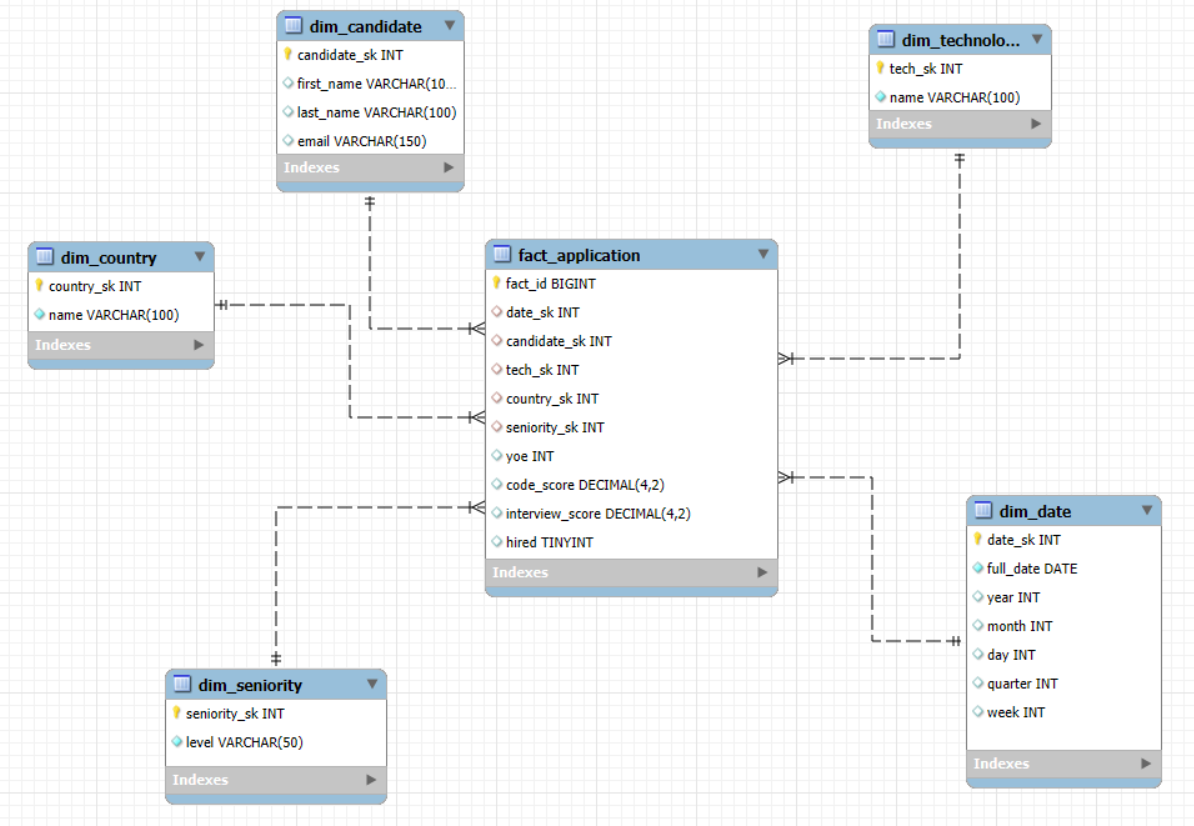 dim_candidate
candidate_sk INT
first_name VARCHAR(10...
last_name VARCHAR(100)
email VARCHAR(150)
Indexes
dim_technolo...
tech_sk INT
name VARCHAR(100)
Indexes
dim_country
country_sk INT
name VARCHAR(100)
Indexes
fact_application
fact_id BIGINT
date_sk INT
candidate_sk INT
tech_sk INT
country_sk INT
seniority_sk INT
yoe INT
code_score DECIMAL(4,2)
interview_score DECIMAL(4,2)
hired TINYINT
Indexes
dim_date
date_sk INT
full_date DATE
year INT
month INT
day INT
quarter INT
week INT
Indexes
dim_seniority
seniority_sk INT
level VARCHAR(50)
Indexes